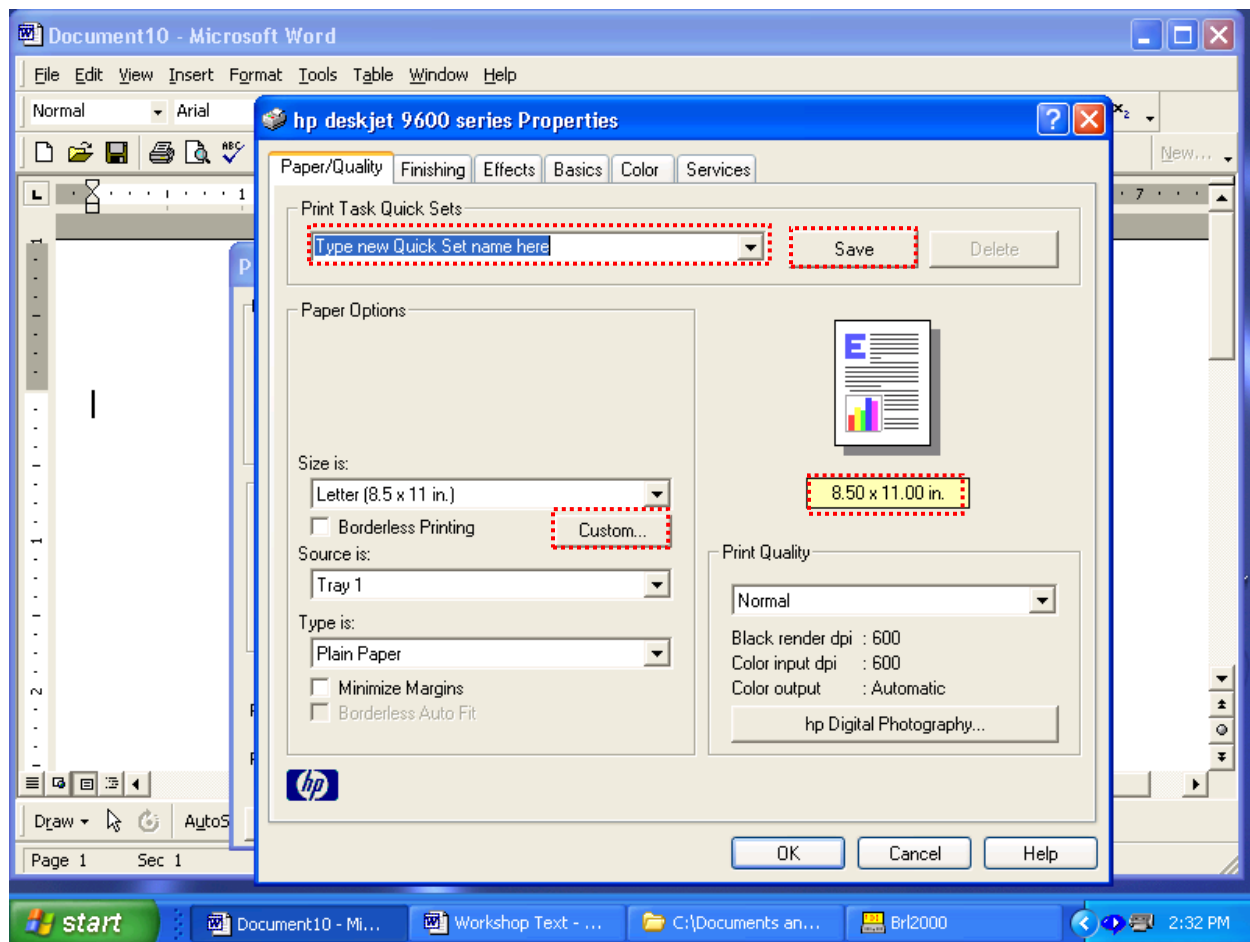 Document10 - Microsoft Word
File Edit View Insert Format Tools Table Window Help
Normal Arial
hp deskjet 9600 series Properties
New...
Paper/Quality Finishing Effects Basics Color Services
1
7
Print Task Quick Sets
Type new Quick Set name here
Save Delete
P
Paper Options
E
Size is:
Letter (8.5 x 11 in.)
8.50 x 11.00 in.
Borderless Printing
Custom...
Source is:
Tray 1
Print Quality
Normal
Type is:
Plain Paper
Black render dpi : 600
Color input dpi : 600
Color output : Automatic
Minimize Margins
Borderless Auto Fit
hp Digital Photography...
hp
1
2
OK Cancel Help
Draw AutoS
Page 1 Sec 1
start Document10 - Mi... Workshop Text - ... C:\Documents an... Brl2000 2:32 PM